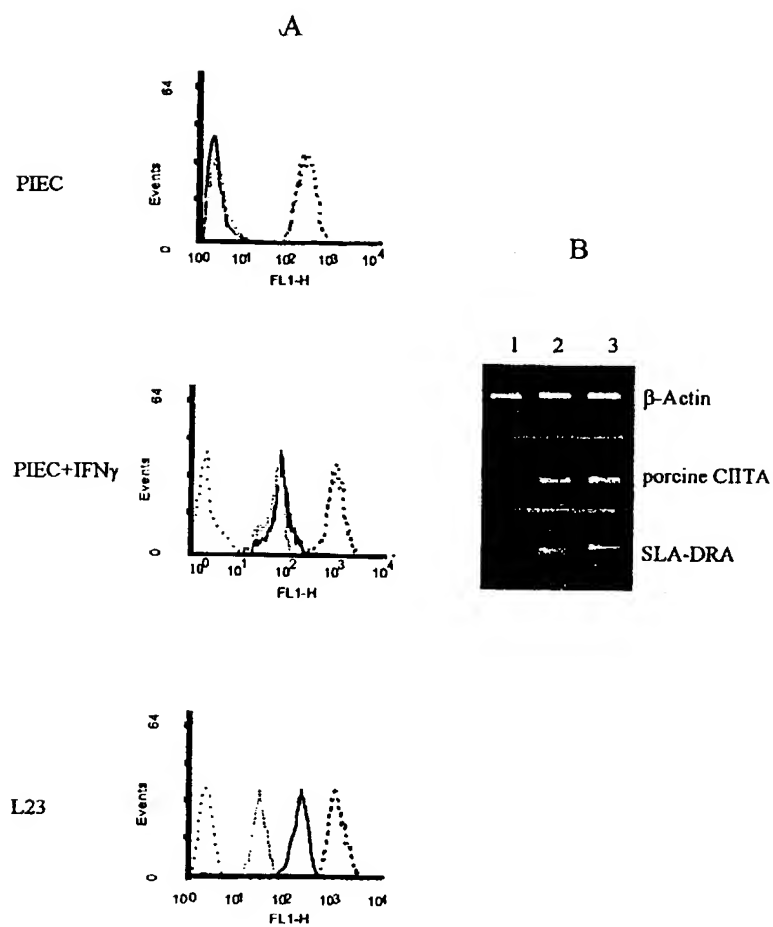 A
PIEC
Events
64
0
10⁰ 10¹ 10² 10³ 10⁴
FL1-H
B
1 2 3
β-Actin
porcine CIITA
SLA-DRA
PIEC+IFNγ
Events
64
0
10⁰ 10¹ 10² 10³ 10⁴
FL1-H
L23
Events
64
0
10⁰ 10¹ 10² 10³ 10⁴
FL1-H